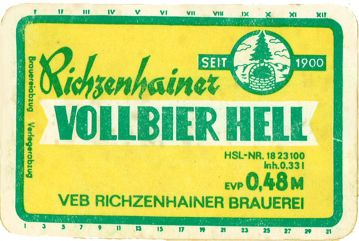 I II III IV V VI VII VIII IX X XI XII
Richzenhainer
SEIT 1900
VOLLBIER HELL
Brauereiabzug Verlegerabzug
HSL-NR. 18 23 100
Inh. 0.33 l
EVP 0,48 M
VEB RICHZENHAINER BRAUEREI
1 3 5 7 9 11 13 15 17 19 21 23 25 27 29 31